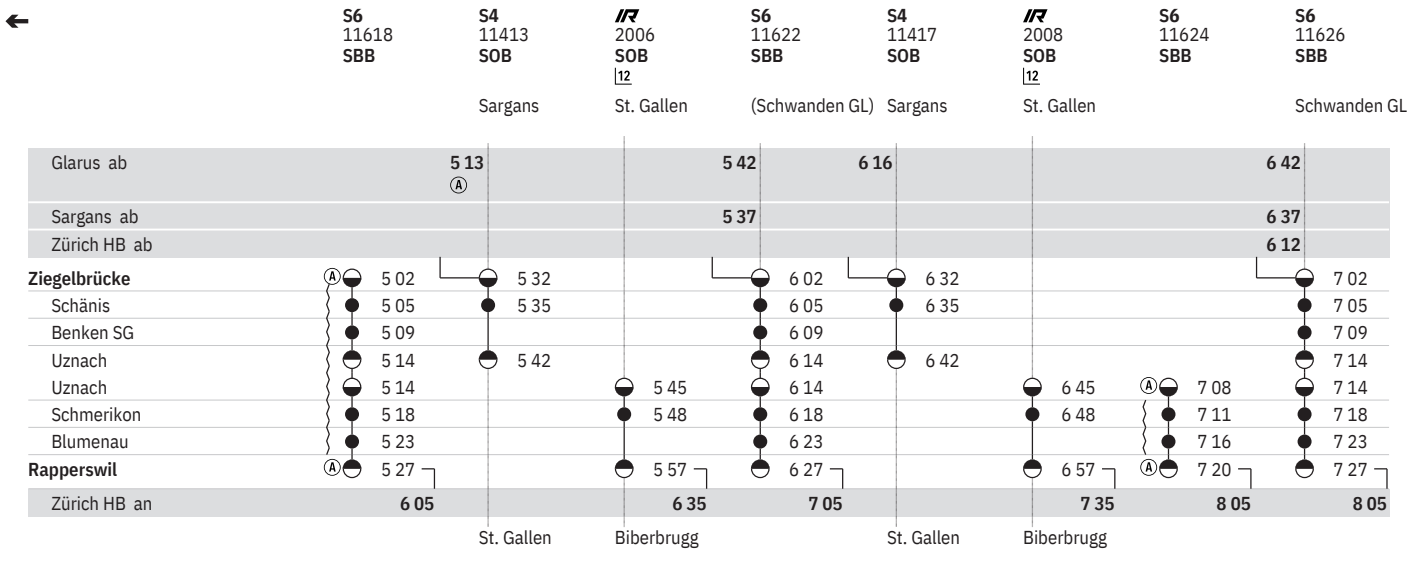 ← S6 S4 IR S6 S4 IR S6 S6
11618 11413 2006 11622 11417 2008 11624 11626
SBB SOB SOB SBB SOB SOB SBB SBB
12 12
Sargans St. Gallen (Schwanden GL) Sargans St. Gallen Schwanden GL
Glarus ab 5 13 5 42 6 16 6 42
A
Sargans ab 5 37 6 37
Zürich HB ab 6 12
Ziegelbrücke A 5 02 5 32 6 02 6 32 7 02
Schänis 5 05 5 35 6 05 6 35 7 05
Benken SG 5 09 6 09 7 09
Uznach 5 14 5 42 6 14 6 42 7 14
Uznach 5 14 5 45 6 14 6 45 A 7 08 7 14
Schmerikon 5 18 5 48 6 18 6 48 7 11 7 18
Blumenau 5 23 6 23 7 16 7 23
Rapperswil A 5 27 5 57 6 27 6 57 A 7 20 7 27
Zürich HB an 6 05 6 35 7 05 7 35 8 05 8 05
St. Gallen Biberbrugg St. Gallen Biberbrugg